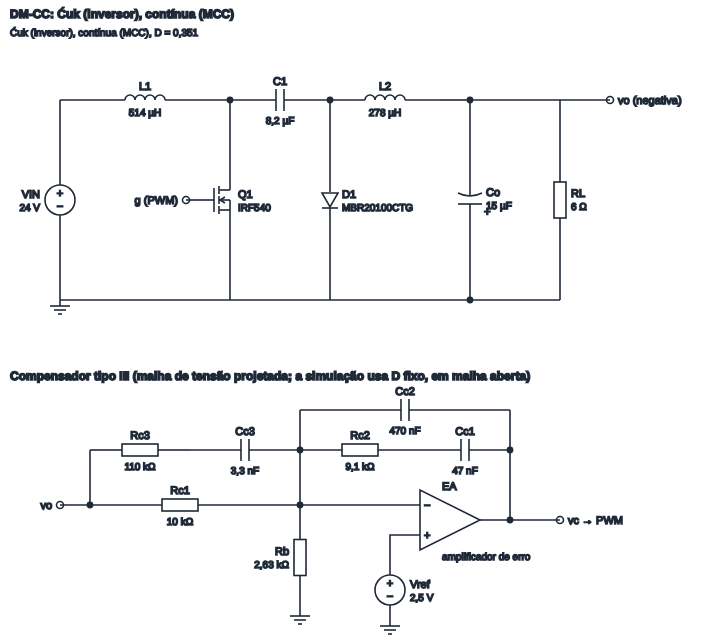 DM-CC: Ćuk (inversor), contínua (MCC)
Ćuk (inversor), contínua (MCC), D = 0,351
L1
514 µH
C1
8,2 µF
L2
278 µH
vo (negativa)
VIN
24 V
+
−
g (PWM)
Q1
IRF540
D1
MBR20100CTG
Co
15 µF
+
RL
6 Ω
Compensador tipo III (malha de tensão projetada; a simulação usa D fixo, em malha aberta)
Cc2
470 nF
Rc3
110 kΩ
Cc3
3,3 nF
Rc2
9,1 kΩ
Cc1
47 nF
vo
Rc1
10 kΩ
EA
−
+
vc → PWM
amplificador de erro
Rb
2,63 kΩ
+
−
Vref
2,5 V